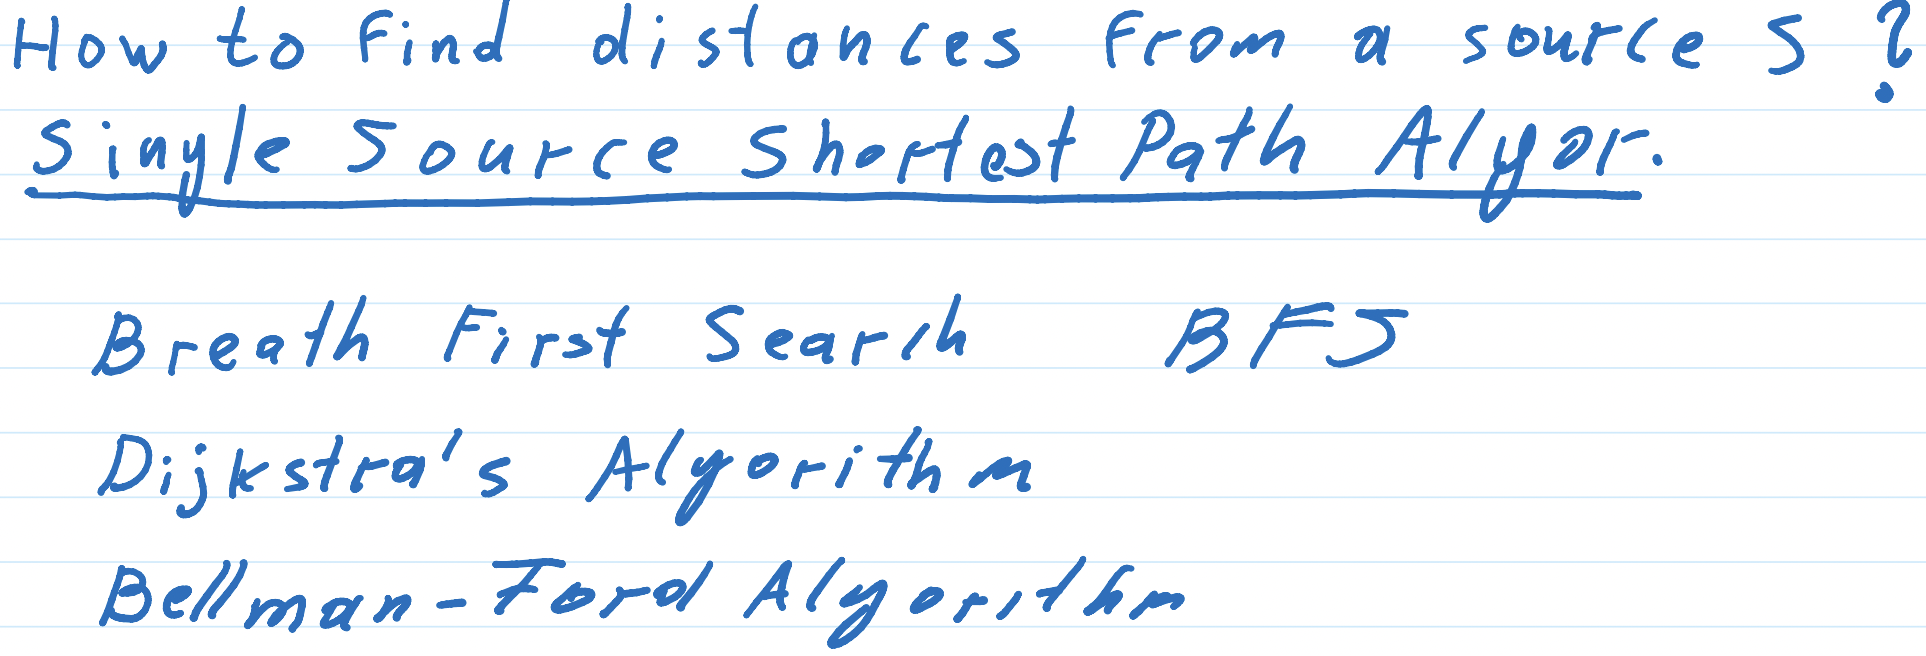 How to find distances from a source S ?
Single Source Shortest Path Algor.
Breath First Search BFS
Dijkstra's Algorithm
Bellman-Ford Algorithm